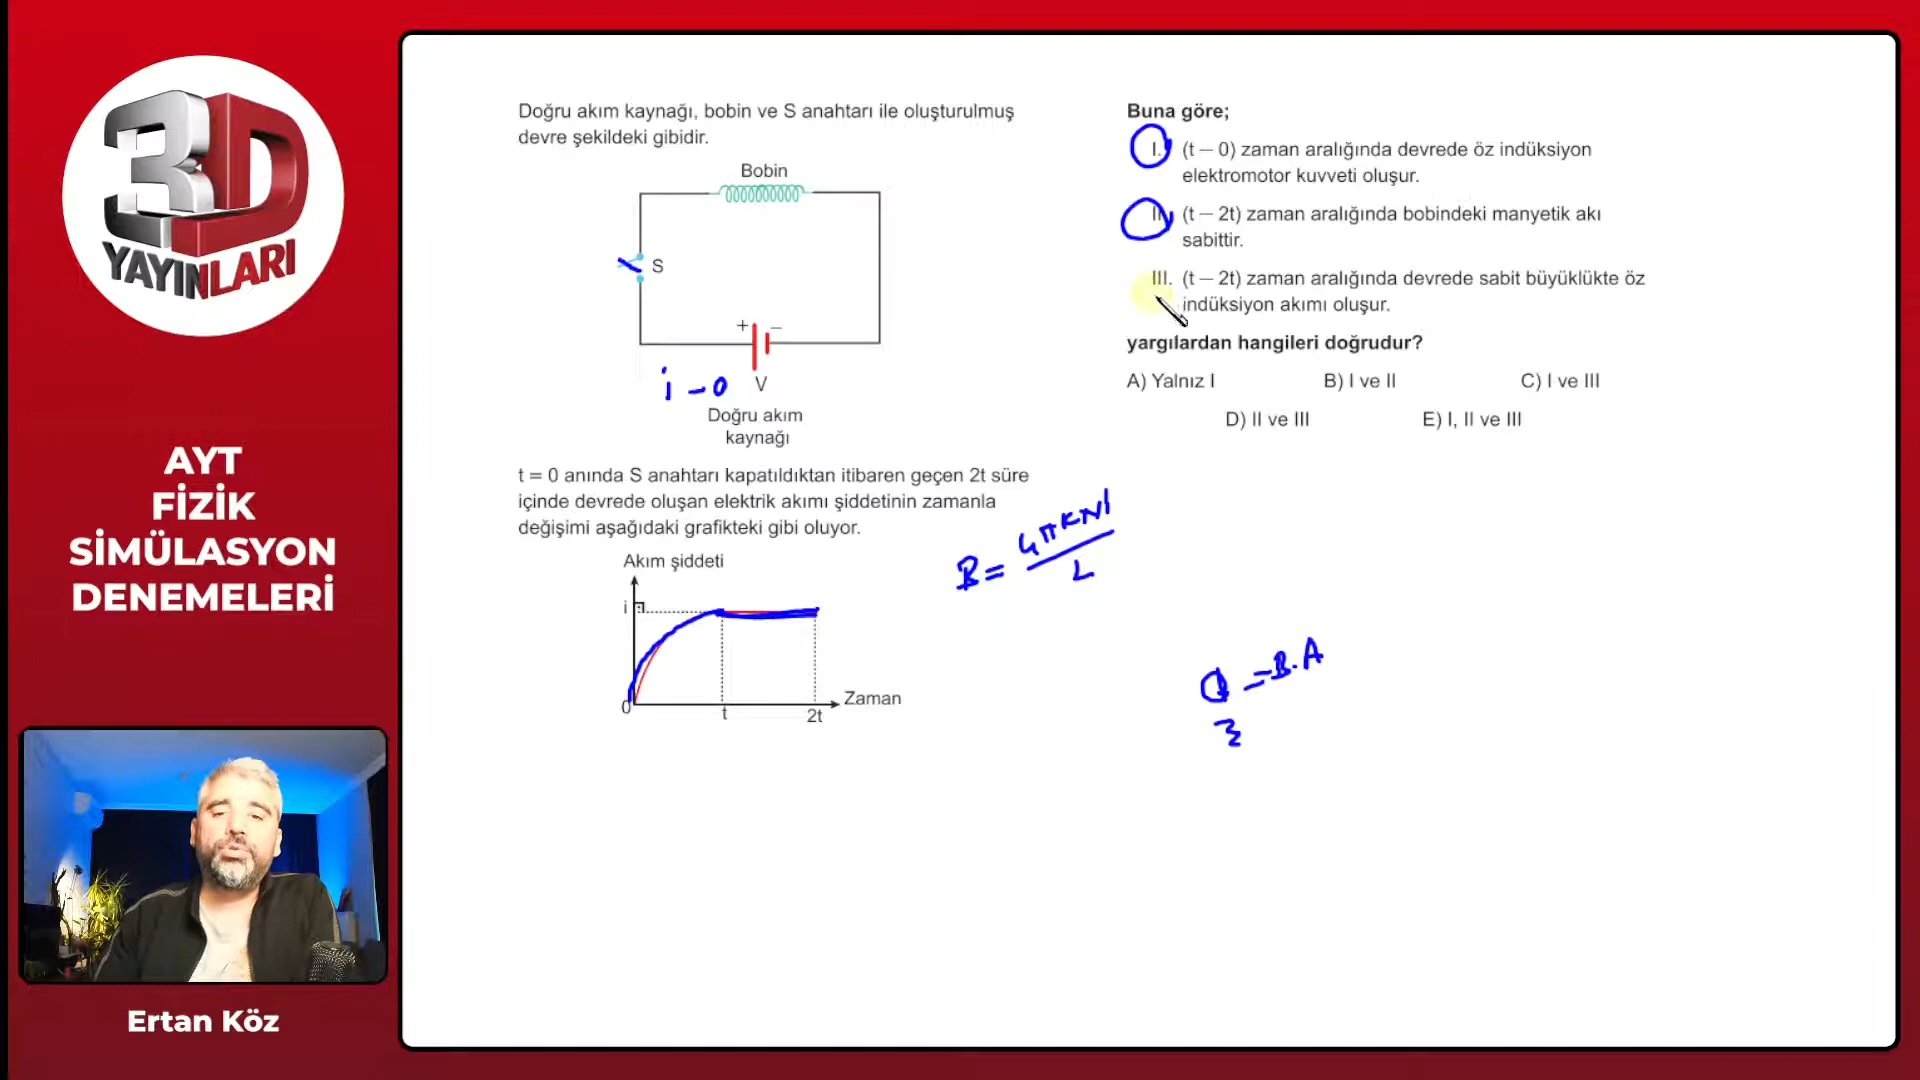 3D
YAYINLARI
AYT
FİZİK
SİMÜLASYON
DENEMELERİ
Ertan Köz
Doğru akım kaynağı, bobin ve S anahtarı ile oluşturulmuş
devre şekildeki gibidir.
Bobin
S
+ –
i - 0
V
Doğru akım
kaynağı
t = 0 anında S anahtarı kapatıldıktan itibaren geçen 2t süre
içinde devrede oluşan elektrik akımı şiddetinin zamanla
değişimi aşağıdaki grafikteki gibi oluyor.
Akım şiddeti
i
0
t
2t
Zaman
B = 4πKNi / L
Buna göre;
I. (t – 0) zaman aralığında devrede öz indüksiyon
elektromotor kuvveti oluşur.
II. (t – 2t) zaman aralığında bobindeki manyetik akı
sabittir.
III. (t – 2t) zaman aralığında devrede sabit büyüklükte öz
indüksiyon akımı oluşur.
yargılardan hangileri doğrudur?
A) Yalnız I B) I ve II C) I ve III
D) II ve III E) I, II ve III
Φ = B.A